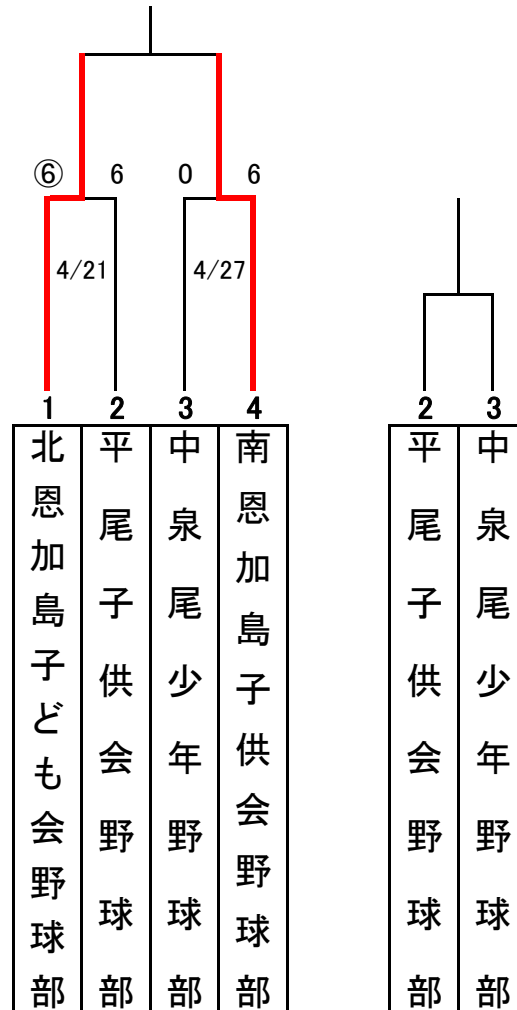 ⑥ 6 0 6
4/21 4/27
1 2 3 4
北恩加島子ども会野球部
平尾子供会野球部
中泉尾少年野球部
南恩加島子供会野球部
2 3
平尾子供会野球部
中泉尾少年野球部